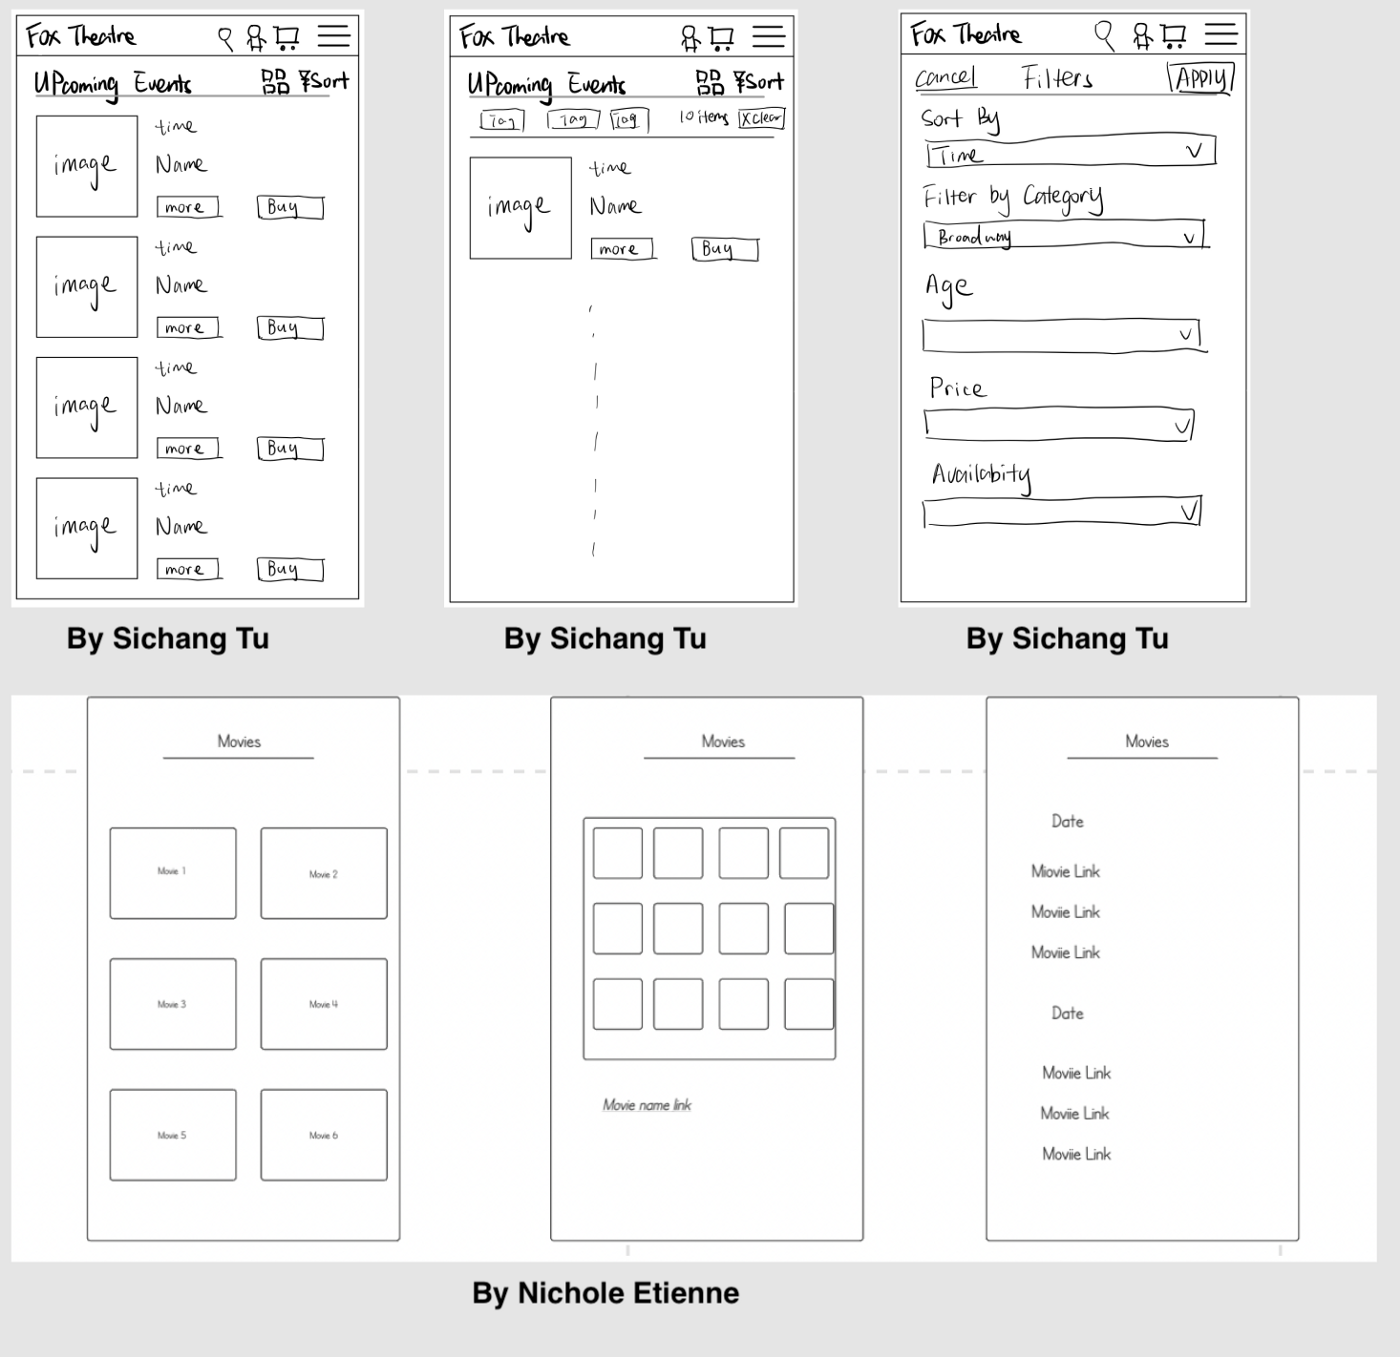 Fox Theatre
Upcoming Events Sort
image time
Name
more Buy
image time
Name
more Buy
image time
Name
more Buy
image time
Name
more Buy
By Sichang Tu
Fox Theatre
Upcoming Events Sort
Tag Tag Tag 10 items X clear
image time
Name
more Buy
By Sichang Tu
Fox Theatre
Cancel Filters APPLY
Sort By
Time
Filter by Category
Broadway
Age
Price
Availabity
By Sichang Tu
Movies
Movie 1 Movie 2
Movie 3 Movie 4
Movie 5 Movie 6
Movies
Movie name link
Movies
Date
Miovie Link
Moviie Link
Moviie Link
Date
Moviie Link
Moviie Link
Moviie Link
By Nichole Etienne